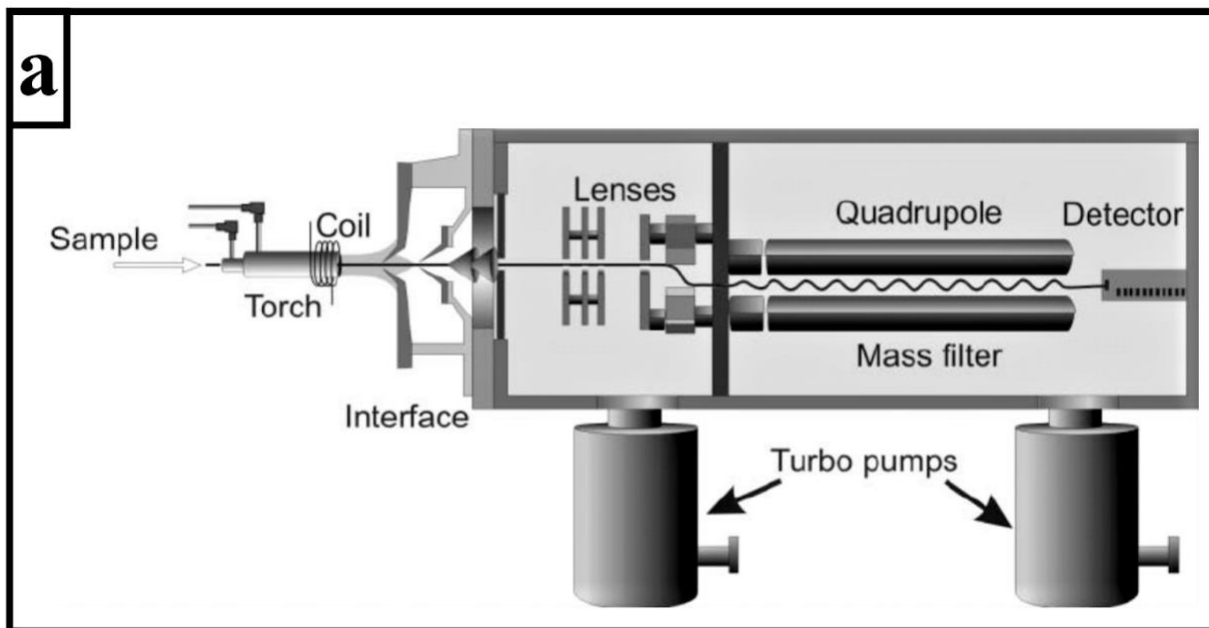 a
Lenses
Quadrupole
Detector
Coil
Sample
Torch
Mass filter
Interface
Turbo pumps